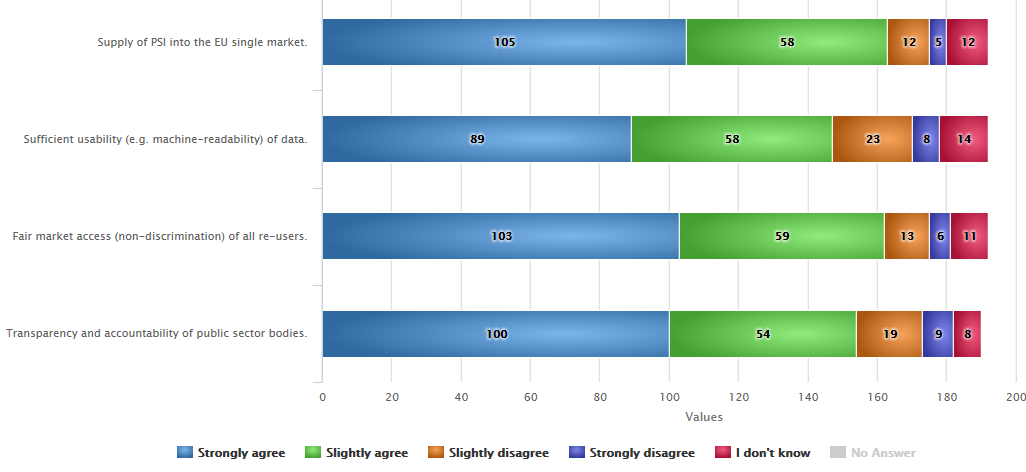 Supply of PSI into the EU single market.
105 58 12 5 12
Sufficient usability (e.g. machine-readability) of data.
89 58 23 8 14
Fair market access (non-discrimination) of all re-users.
103 59 13 6 11
Transparency and accountability of public sector bodies.
100 54 19 9 8
0 20 40 60 80 100 120 140 160 180 200
Values
Strongly agree Slightly agree Slightly disagree Strongly disagree I don't know No Answer